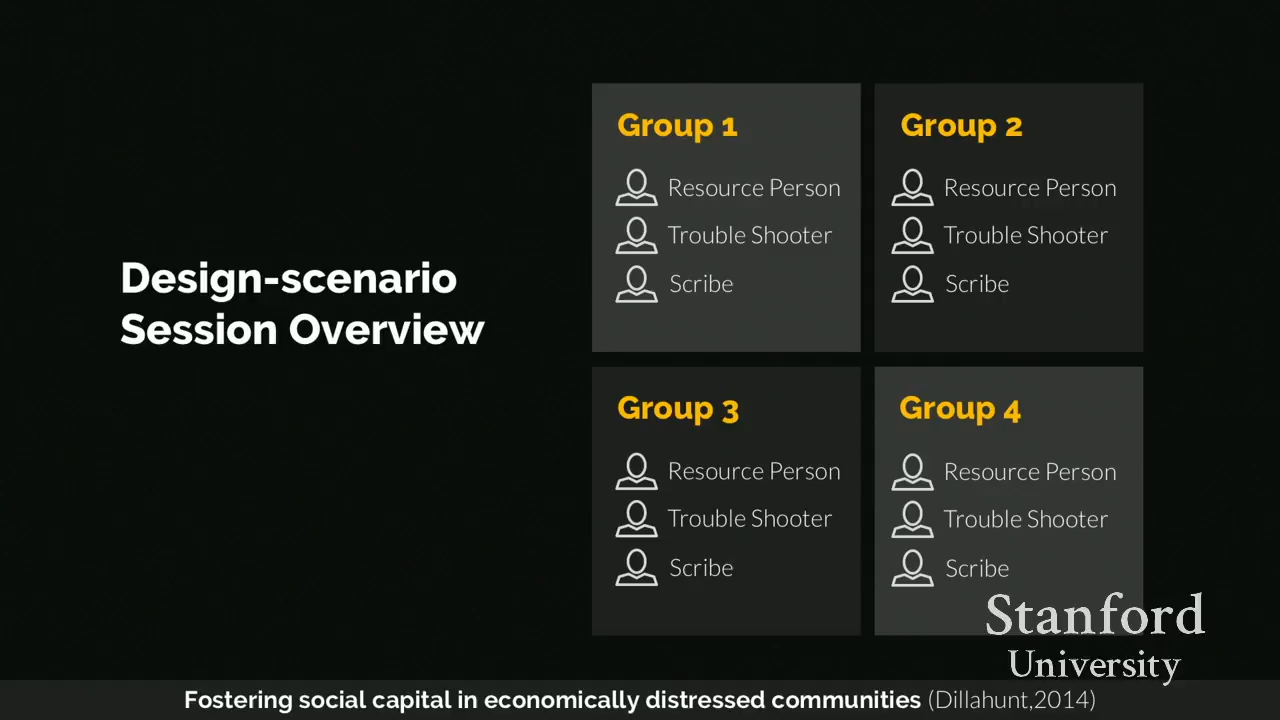 Design-scenario
Session Overview
Group 1
Resource Person
Trouble Shooter
Scribe
Group 2
Resource Person
Trouble Shooter
Scribe
Group 3
Resource Person
Trouble Shooter
Scribe
Group 4
Resource Person
Trouble Shooter
Scribe
Stanford
University
Fostering social capital in economically distressed communities (Dillahunt,2014)